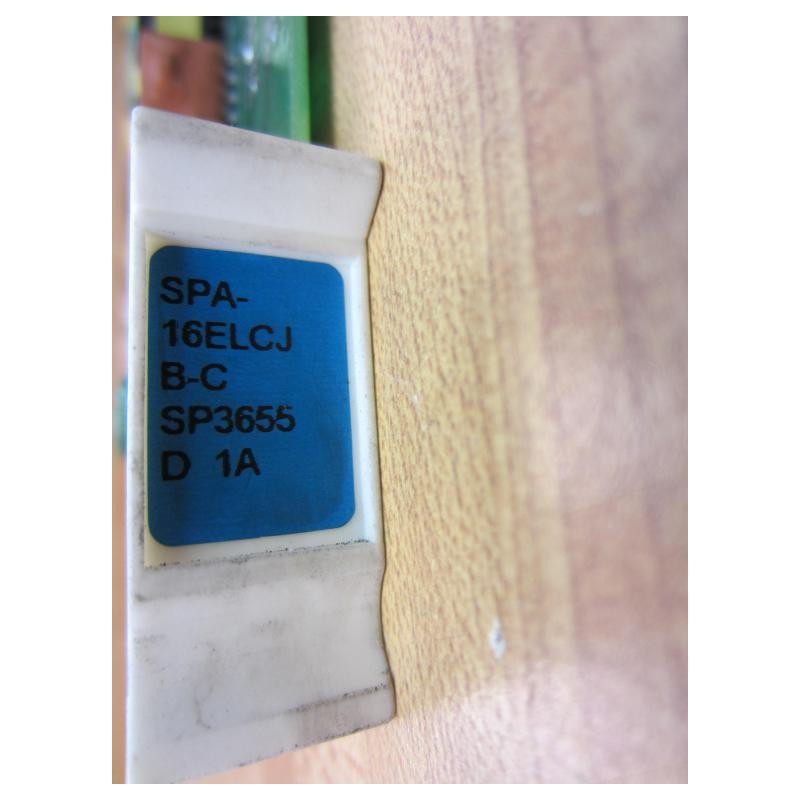 SPA-
16ELCJ
B-C
SP3655
D 1A